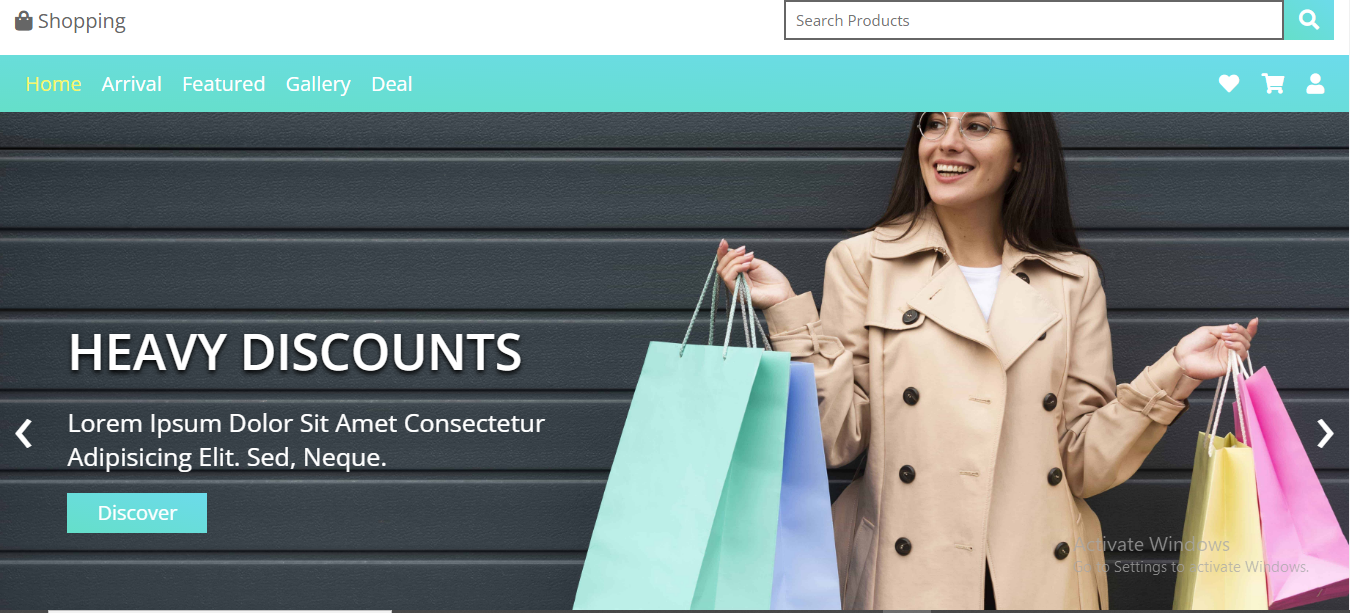 Shopping
Search Products
Home Arrival Featured Gallery Deal
HEAVY DISCOUNTS
Lorem Ipsum Dolor Sit Amet Consectetur
Adipisicing Elit. Sed, Neque.
Discover
Activate Windows
Go to Settings to activate Windows.